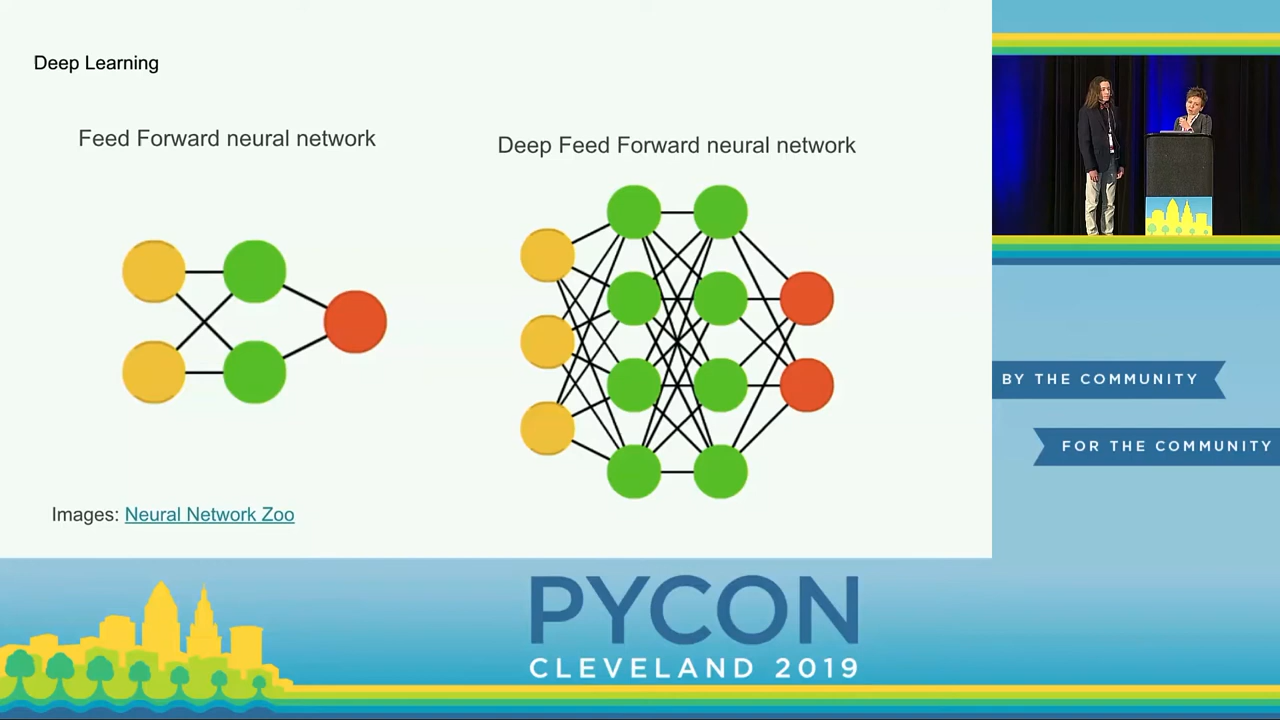 Deep Learning
Feed Forward neural network
Deep Feed Forward neural network
Images: Neural Network Zoo
BY THE COMMUNITY
FOR THE COMMUNITY
PYCON
CLEVELAND 2019